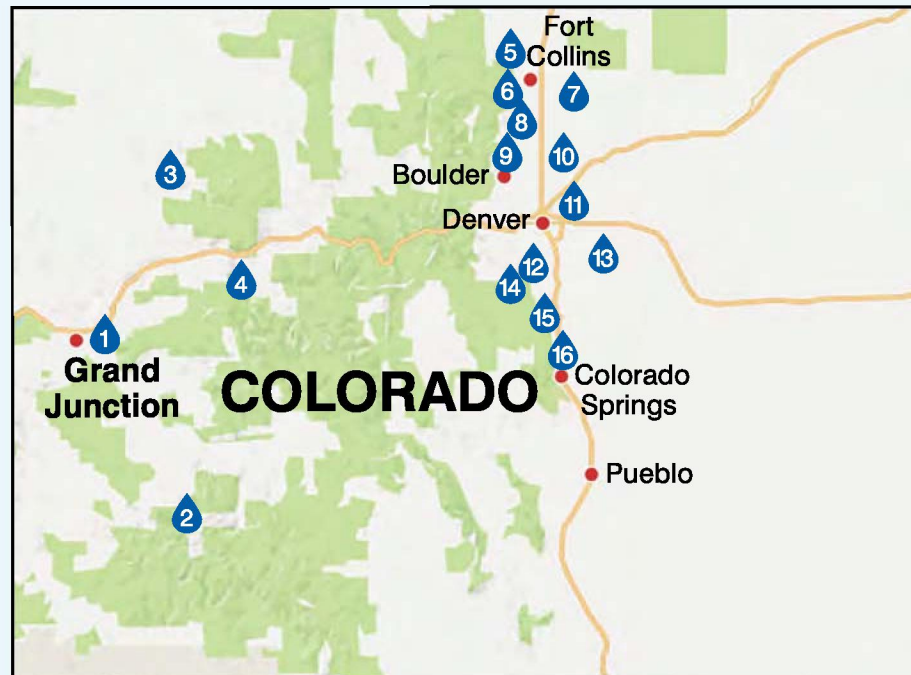 Fort
Collins
5
6
7
8
9
10
Boulder
3
11
Denver
12
13
4
14
15
1
16
Grand
Junction
COLORADO
Colorado
Springs
Pueblo
2